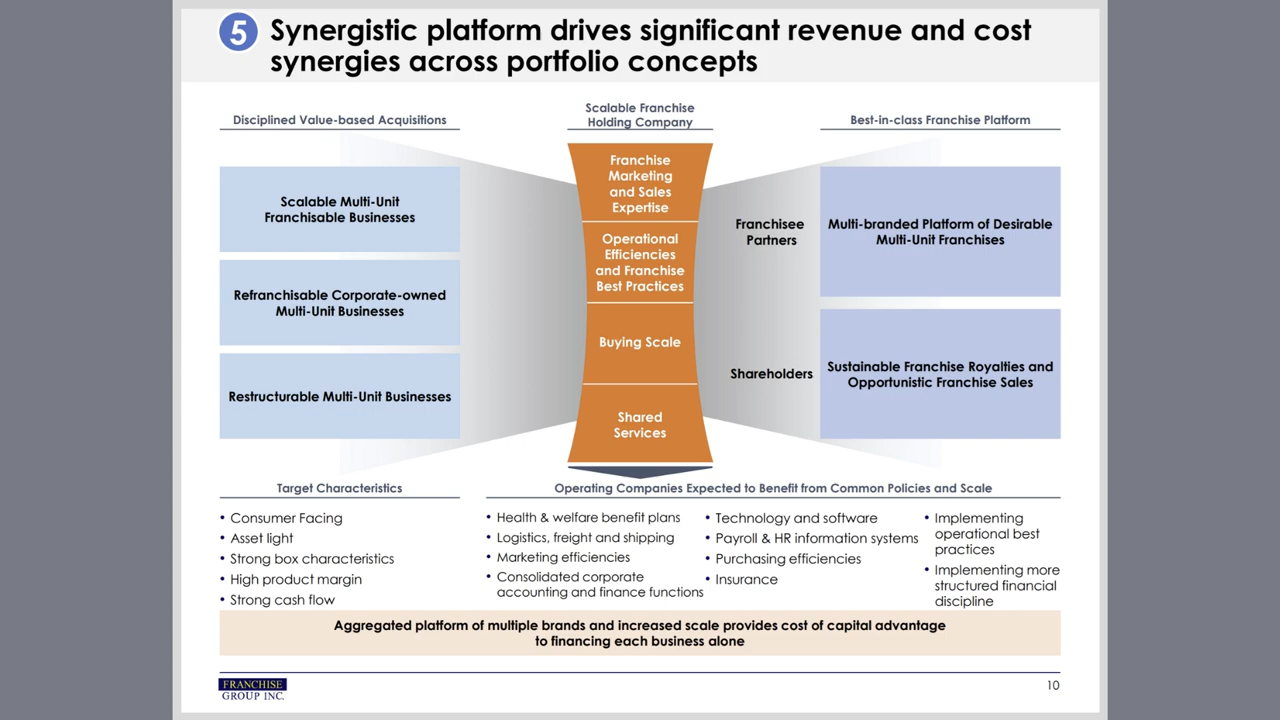 5
Synergistic platform drives significant revenue and cost
synergies across portfolio concepts
Disciplined Value-based Acquisitions
Scalable Franchise
Holding Company
Best-in-class Franchise Platform
Scalable Multi-Unit
Franchisable Businesses
Refranchisable Corporate-owned
Multi-Unit Businesses
Restructurable Multi-Unit Businesses
Franchise
Marketing
and Sales
Expertise
Operational
Efficiencies
and Franchise
Best Practices
Buying Scale
Shared
Services
Franchisee
Partners
Shareholders
Multi-branded Platform of Desirable
Multi-Unit Franchises
Sustainable Franchise Royalties and
Opportunistic Franchise Sales
Target Characteristics
• Consumer Facing
• Asset light
• Strong box characteristics
• High product margin
• Strong cash flow
Operating Companies Expected to Benefit from Common Policies and Scale
• Health & welfare benefit plans
• Logistics, freight and shipping
• Marketing efficiencies
• Consolidated corporate
accounting and finance functions
• Technology and software
• Payroll & HR information systems
• Purchasing efficiencies
• Insurance
• Implementing
operational best
practices
• Implementing more
structured financial
discipline
Aggregated platform of multiple brands and increased scale provides cost of capital advantage
to financing each business alone
FRANCHISE
GROUP INC.
10